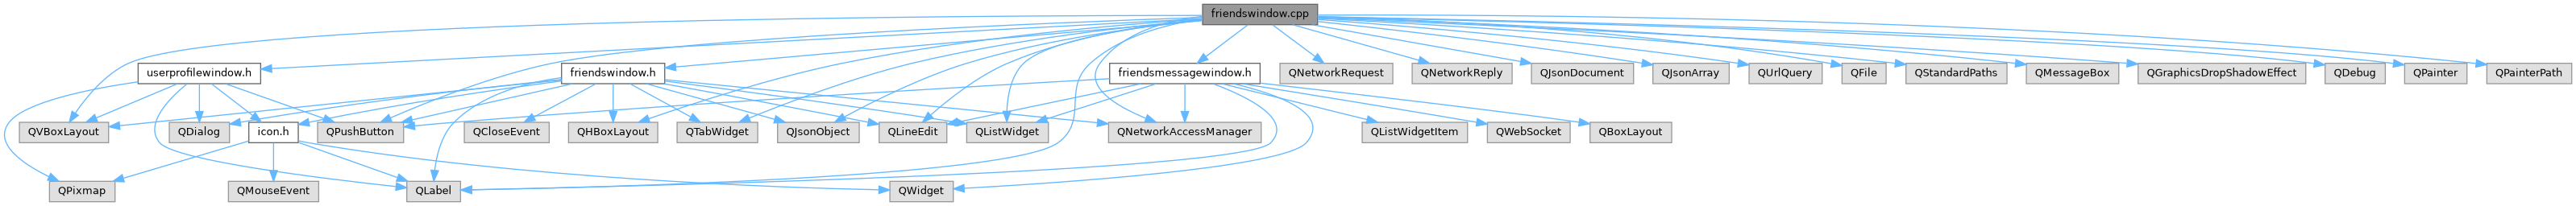 friendswindow.cpp
userprofilewindow.h
friendswindow.h
friendsmessagewindow.h
QNetworkRequest
QNetworkReply
QJsonDocument
QJsonArray
QUrlQuery
QFile
QStandardPaths
QMessageBox
QGraphicsDropShadowEffect
QDebug
QPainter
QPainterPath
QVBoxLayout
QDialog
icon.h
QPushButton
QCloseEvent
QHBoxLayout
QTabWidget
QJsonObject
QLineEdit
QListWidget
QNetworkAccessManager
QListWidgetItem
QWebSocket
QBoxLayout
QPixmap
QMouseEvent
QLabel
QWidget